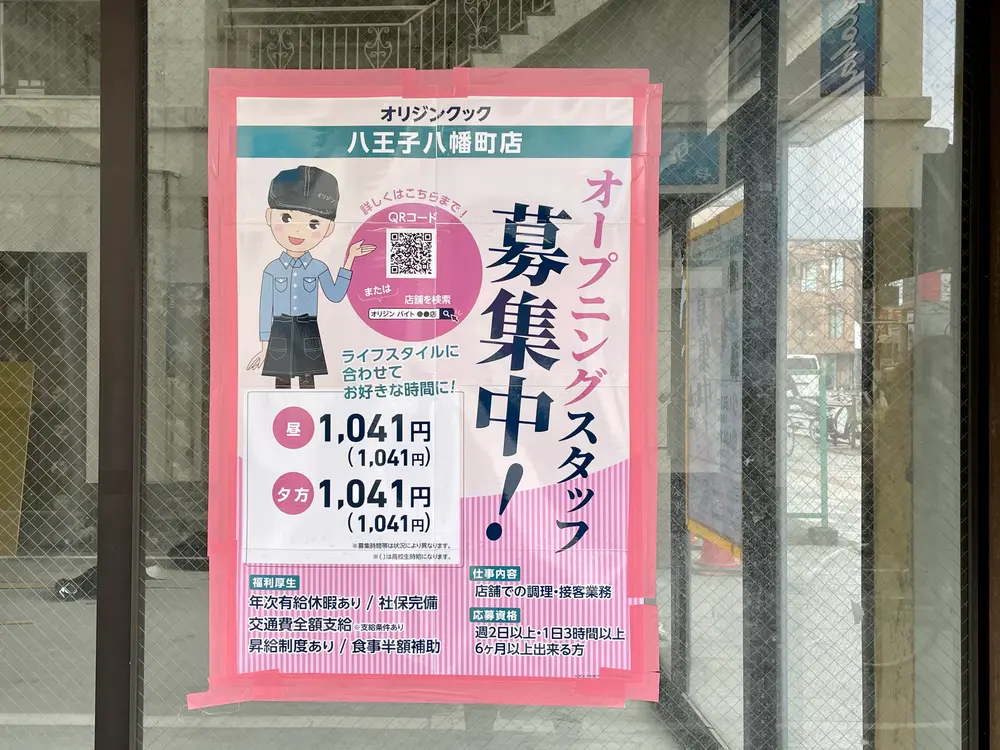 オリジンクック
八王子八幡町店
オープニングスタッフ
募集中！
オリジン
詳しくはこちらまで！
QRコード
または
店舗を検索
オリジン バイト ●●店
ライフスタイルに
合わせて
お好きな時間に！
昼 1,041円
(1,041円)
夕方 1,041円
(1,041円)
※募集時間帯は状況により異なります。
※( )は高校生時給になります。
福利厚生
年次有給休暇あり / 社保完備
交通費全額支給 ※支給条件あり
昇給制度あり / 食事半額補助
仕事内容
店舗での調理・接客業務
応募資格
週2日以上・1日3時間以上
6ヶ月以上出来る方